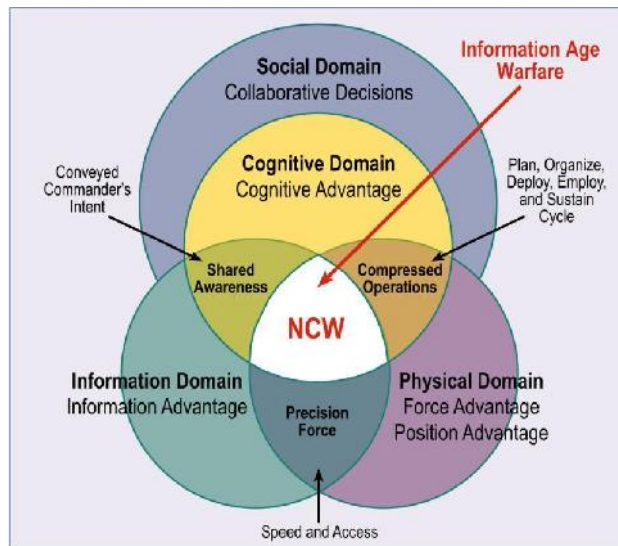 Information Age
Warfare
Social Domain
Collaborative Decisions
Conveyed
Commander's
Intent
Cognitive Domain
Cognitive Advantage
Plan, Organize,
Deploy, Employ,
and Sustain
Cycle
Shared
Awareness
Compressed
Operations
NCW
Information Domain
Information Advantage
Physical Domain
Force Advantage
Position Advantage
Precision
Force
Speed and Access